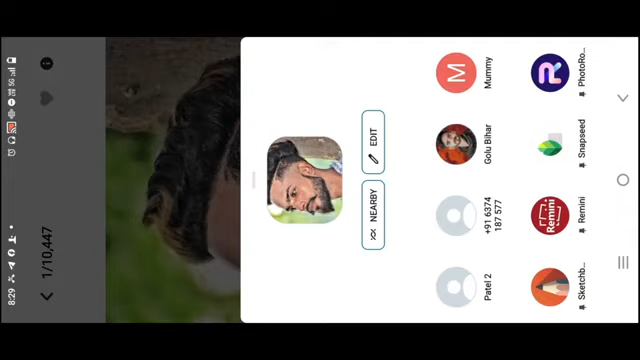 8:29
1/10,447
NEARBY
EDIT
Patel 2
+91 6374
187 577
Golu Bihar
M
Mummy
Sketchb...
Remini
Remini
Snapseed
R
PhotoRo...